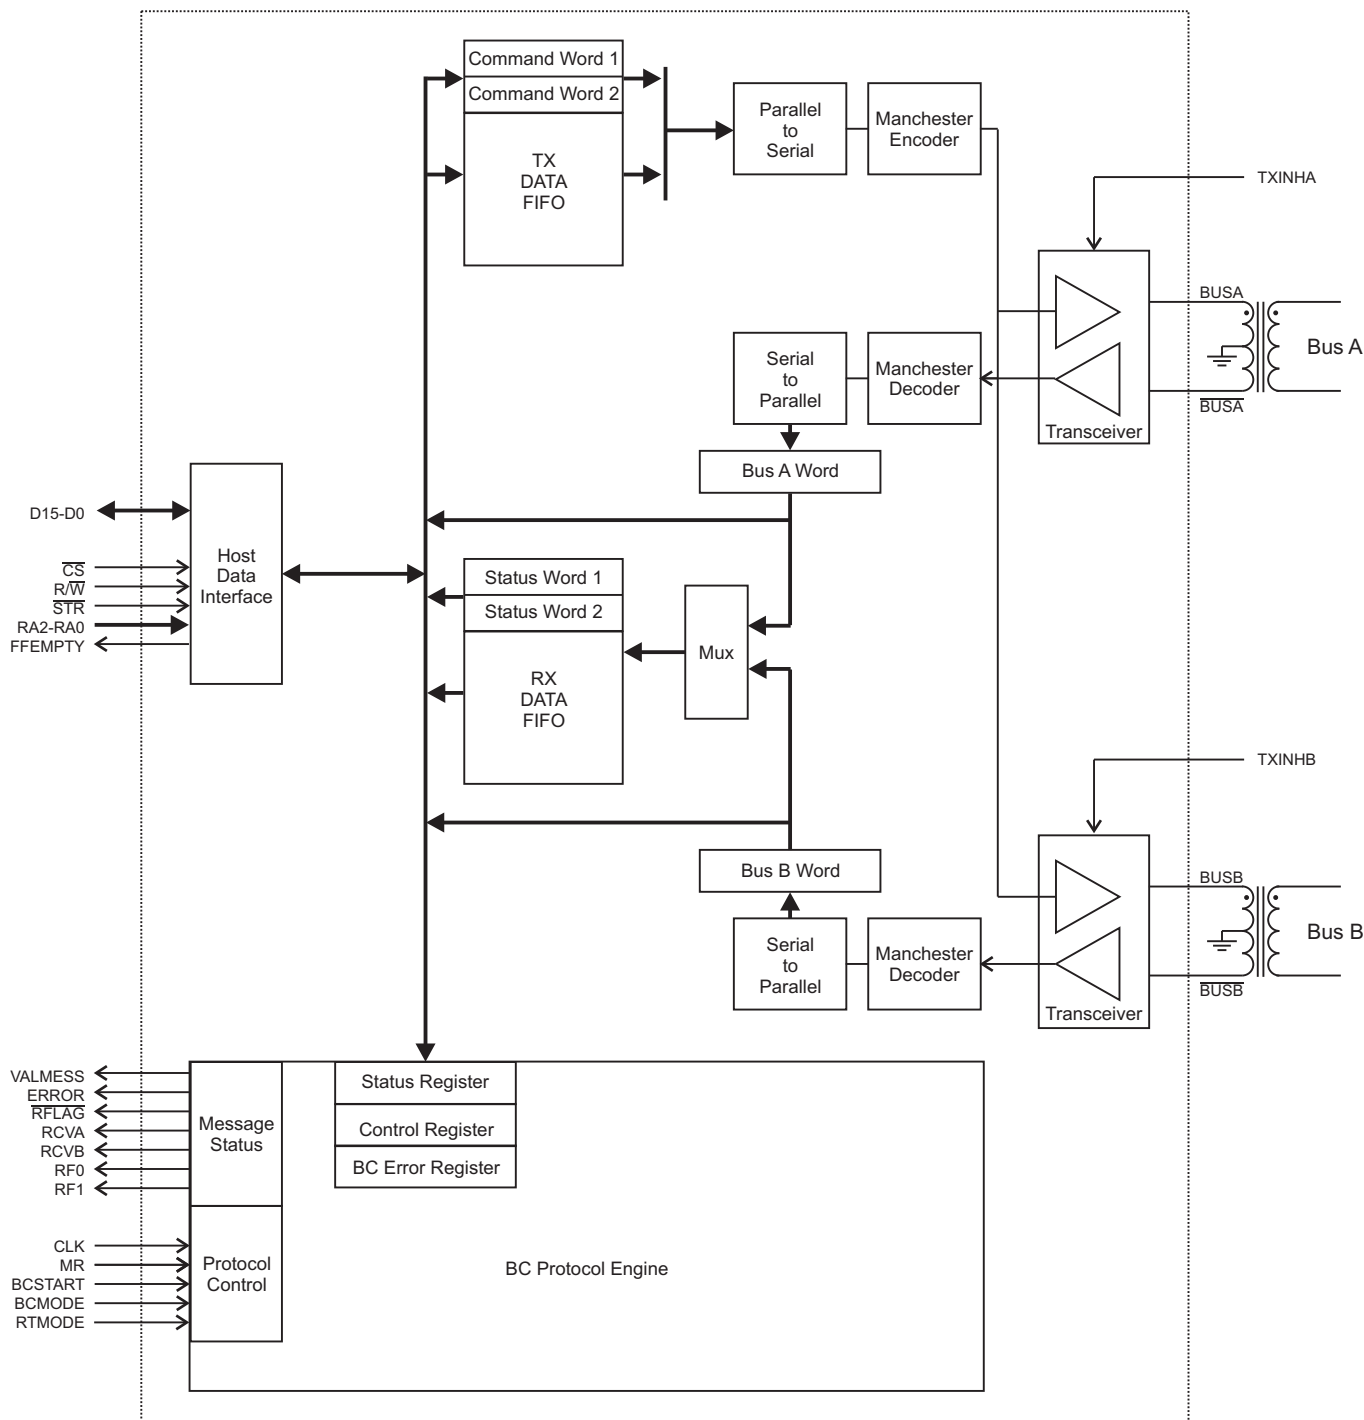 Command Word 1
Command Word 2
TX
DATA
FIFO
Parallel
to
Serial
Manchester
Encoder
TXINHA
BUSA
Bus A
BUSA
Transceiver
Serial
to
Parallel
Manchester
Decoder
Bus A Word
D15-D0
CS
R/W
STR
RA2-RA0
FFEMPTY
Host
Data
Interface
Status Word 1
Status Word 2
RX
DATA
FIFO
Mux
TXINHB
Bus B Word
BUSB
Bus B
BUSB
Transceiver
Serial
to
Parallel
Manchester
Decoder
VALMESS
ERROR
RFLAG
RCVA
RCVB
RF0
RF1
Message
Status
Status Register
Control Register
BC Error Register
CLK
MR
BCSTART
BCMODE
RTMODE
Protocol
Control
BC Protocol Engine